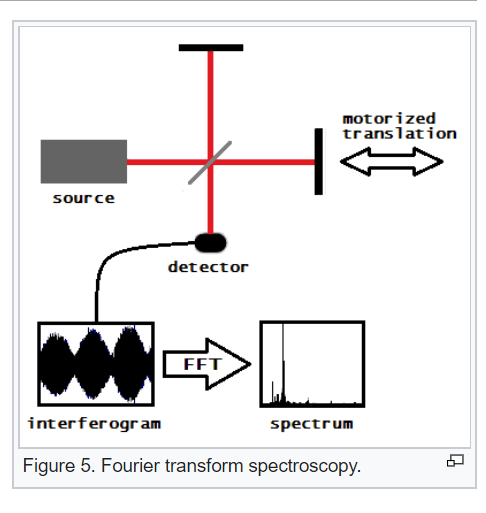 motorized
translation
source
detector
FFT
interferogram
spectrum
Figure 5. Fourier transform spectroscopy.